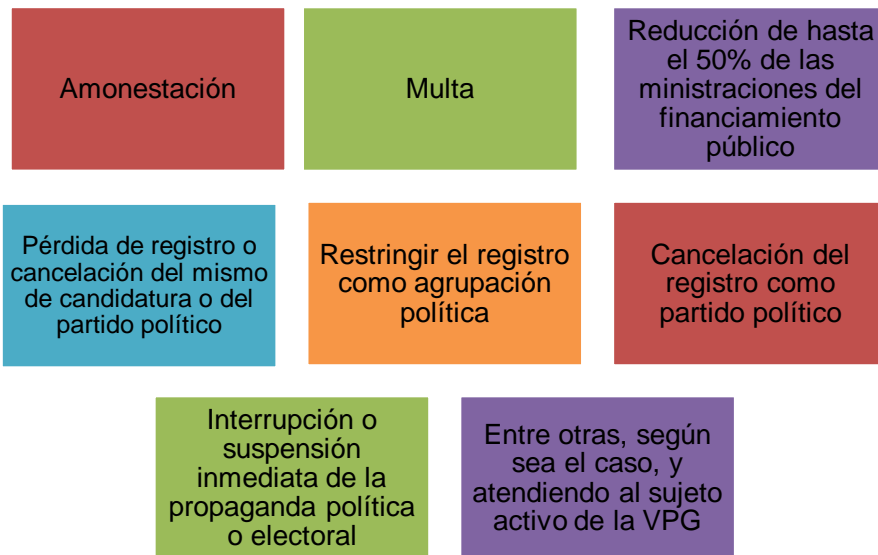 Amonestación
Multa
Reducción de hasta
el 50% de las
ministraciones del
financiamiento
público
Pérdida de registro o
cancelación del mismo
de candidatura o del
partido político
Restringir el registro
como agrupación
política
Cancelación del
registro como
partido político
Interrupción o
suspensión
inmediata de la
propaganda política
o electoral
Entre otras, según
sea el caso, y
atendiendo al sujeto
activo de la VPG